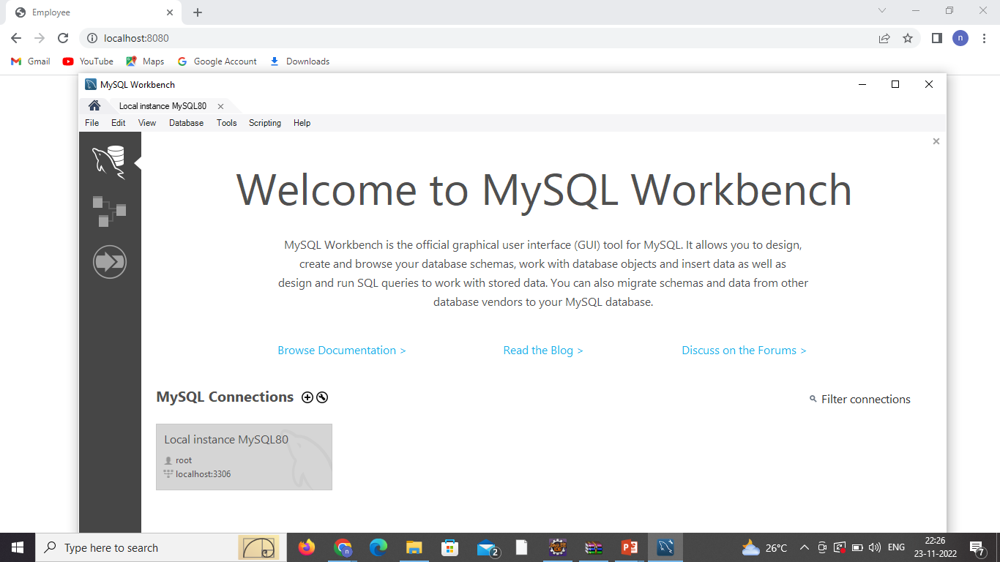 Employee
localhost:8080
n
Gmail
YouTube
Maps
Google Account
Downloads
MySQL Workbench
Local instance MySQL80
File Edit View Database Tools Scripting Help
Welcome to MySQL Workbench
MySQL Workbench is the official graphical user interface (GUI) tool for MySQL. It allows you to design,
create and browse your database schemas, work with database objects and insert data as well as
design and run SQL queries to work with stored data. You can also migrate schemas and data from other
database vendors to your MySQL database.
Browse Documentation >
Read the Blog >
Discuss on the Forums >
MySQL Connections
Filter connections
Local instance MySQL80
root
localhost:3306
Type here to search
n
2
26°C
ENG
22:26
23-11-2022
7